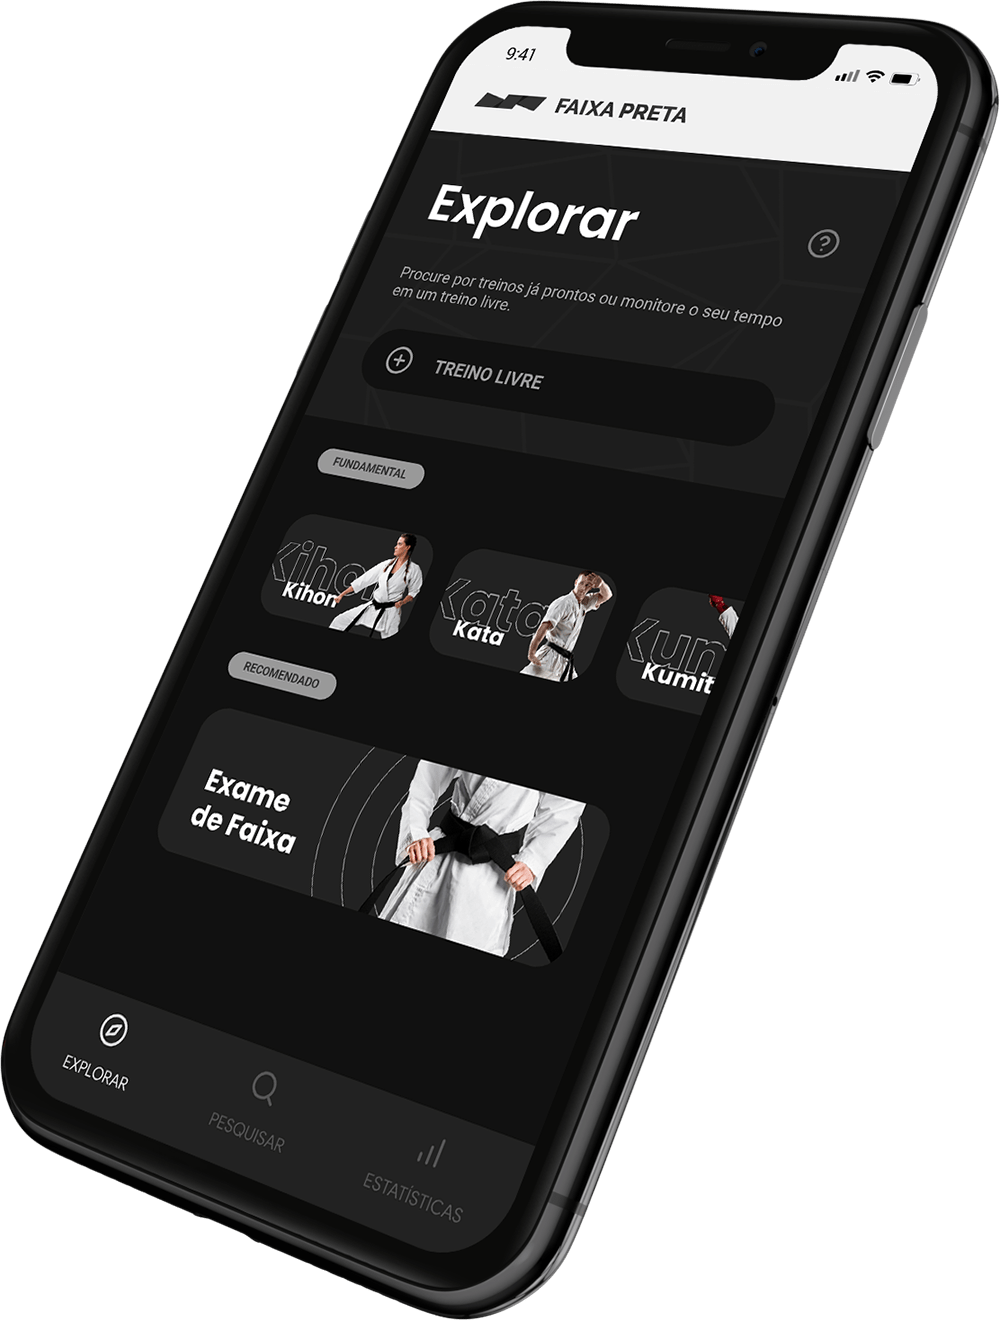 9:41
FAIXA PRETA
Explorar
?
Procure por treinos já prontos ou monitore o seu tempo
em um treino livre.
TREINO LIVRE
FUNDAMENTAL
Kihon
Kihon
Kata
Kata
Kum
Kumit
RECOMENDADO
Exame
de Faixa
EXPLORAR
PESQUISAR
ESTATÍSTICAS